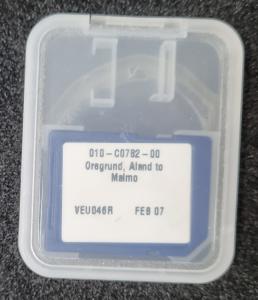 010-C0782-00
Oregrund, Aland to
Malmo
VEU046R FEB 07